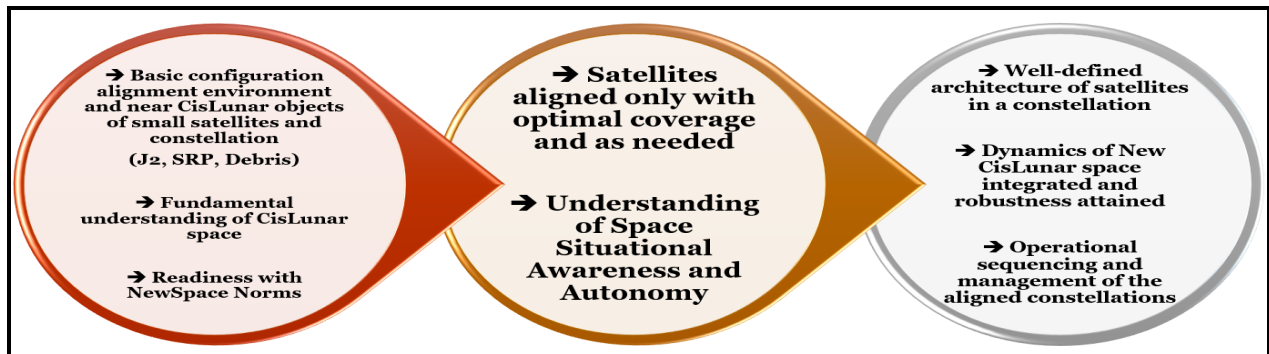 ➔ Basic configuration
alignment environment
and near CisLunar objects
of small satellites and
constellation
(J2, SRP, Debris)
➔ Fundamental
understanding of CisLunar
space
➔ Readiness with
NewSpace Norms
➔ Satellites
aligned only with
optimal coverage
and as needed
➔ Understanding
of Space
Situational
Awareness and
Autonomy
➔ Well-defined
architecture of satellites
in a constellation
➔ Dynamics of New
CisLunar space
integrated and
robustness attained
➔ Operational
sequencing and
management of the
aligned constellations